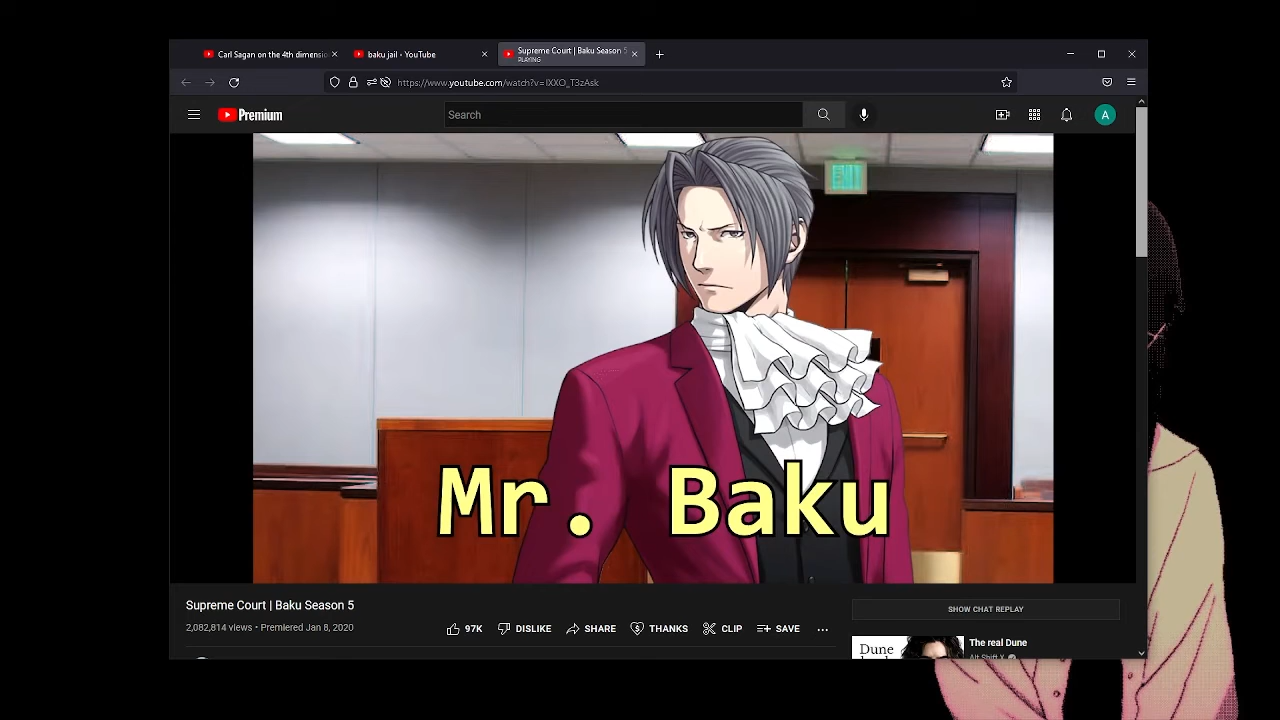 Carl Sagan on the 4th dimensio
baku jail - YouTube
Supreme Court | Baku Season 5
PLAYING
https://www.youtube.com/watch?v=IXXO_T3zAsk
Premium
Search
A
Mr. Baku
Supreme Court | Baku Season 5
2,082,814 views • Premiered Jan 8, 2020
97K
DISLIKE
SHARE
THANKS
CLIP
SAVE
SHOW CHAT REPLAY
Dune
The real Dune
Alt Shift X